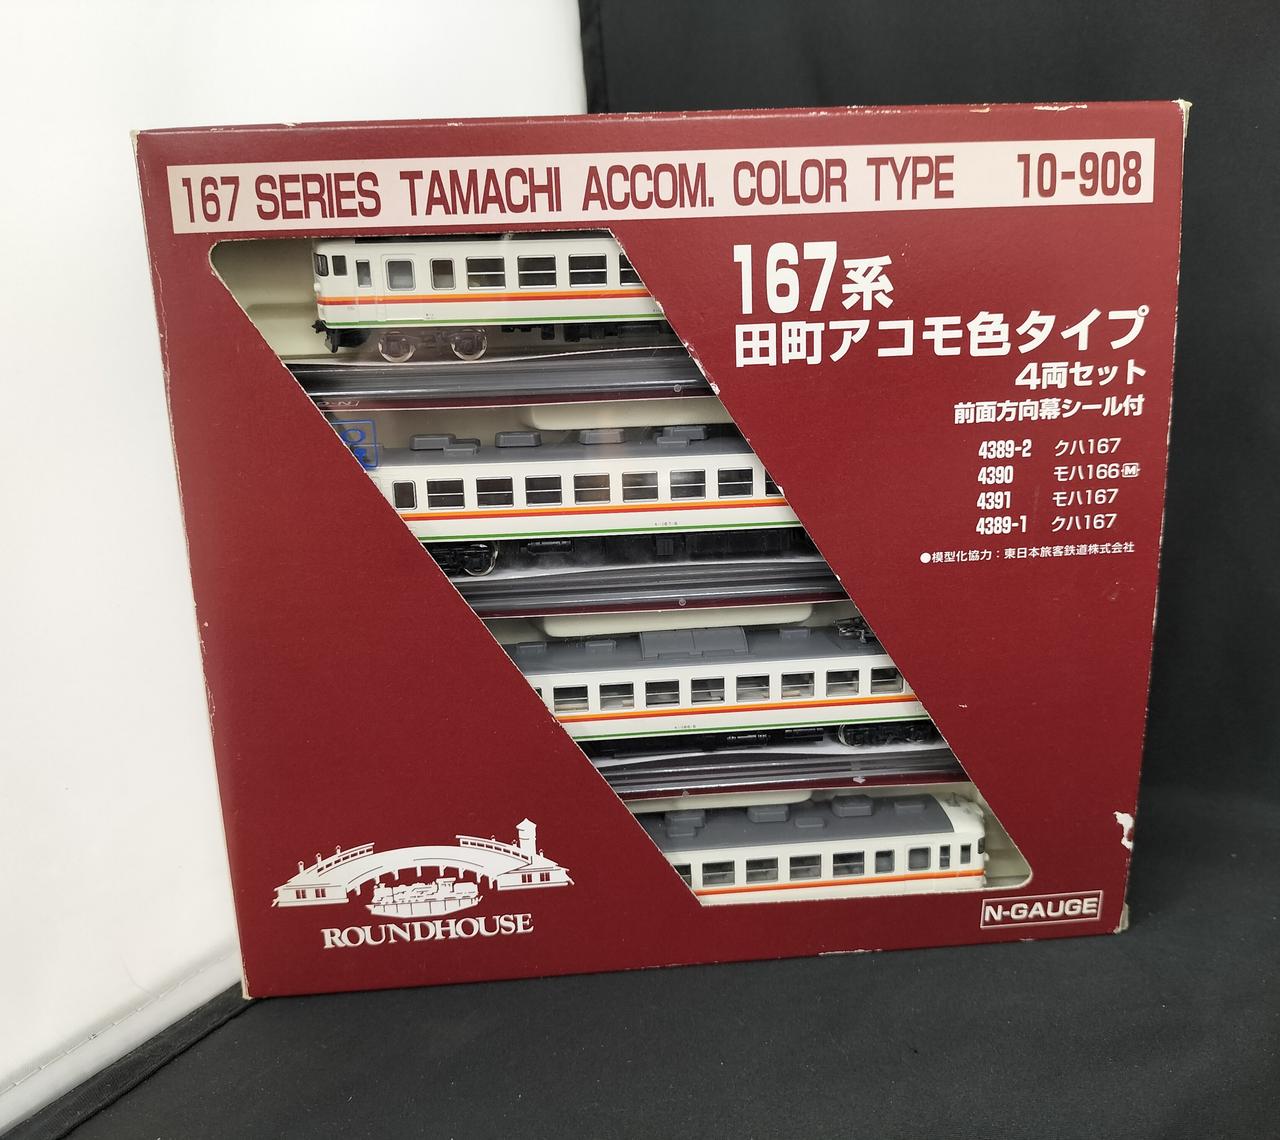 167 SERIES TAMACHI ACCOM. COLOR TYPE 10-908
167系
田町アコモ色タイプ
4両セット
前面方向幕シール付
4389-2 クハ167
4390 モハ166M
4391 モハ167
4389-1 クハ167
●模型化協力：東日本旅客鉄道株式会社
ROUNDHOUSE
N-GAUGE